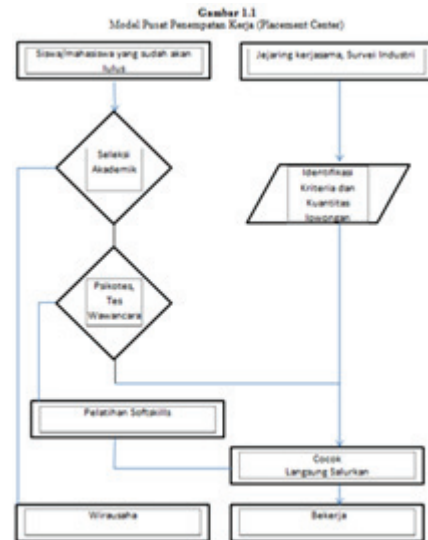 Gambar 1.1
Model Pusat Penempatan Kerja (Placement Center)
Siswa/mahasiswa yang sudah akan
lulus
Jejaring kerjasama, Survei Industri
Seleksi
Akademik
Identifikasi
Kriteria dan
Kuantitas
lowongan
Psikotes,
Tes
Wawancara
Pelatihan Softskills
Cocok
Langsung Salurkan
Wirausaha
Bekerja